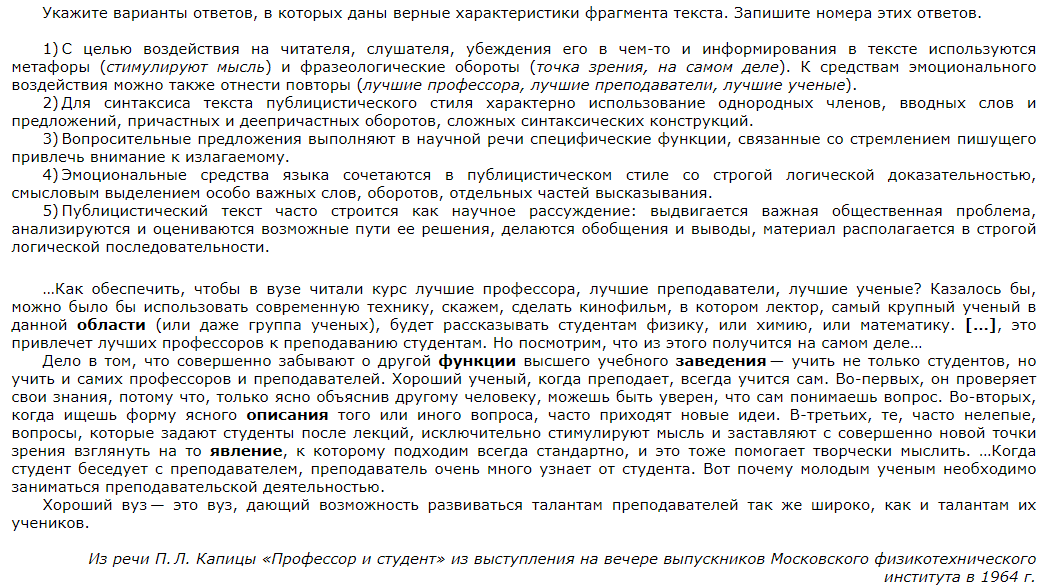 Укажите варианты ответов, в которых даны верные характеристики фрагмента текста. Запишите номера этих ответов.
1) С целью воздействия на читателя, слушателя, убеждения его в чем-то и информирования в тексте используются
метафоры (стимулируют мысль) и фразеологические обороты (точка зрения, на самом деле). К средствам эмоционального
воздействия можно также отнести повторы (лучшие профессора, лучшие преподаватели, лучшие ученые).
2) Для синтаксиса текста публицистического стиля характерно использование однородных членов, вводных слов и
предложений, причастных и деепричастных оборотов, сложных синтаксических конструкций.
3) Вопросительные предложения выполняют в научной речи специфические функции, связанные со стремлением пишущего
привлечь внимание к излагаемому.
4) Эмоциональные средства языка сочетаются в публицистическом стиле со строгой логической доказательностью,
смысловым выделением особо важных слов, оборотов, отдельных частей высказывания.
5) Публицистический текст часто строится как научное рассуждение: выдвигается важная общественная проблема,
анализируются и оцениваются возможные пути ее решения, делаются обобщения и выводы, материал располагается в строгой
логической последовательности.
…Как обеспечить, чтобы в вузе читали курс лучшие профессора, лучшие преподаватели, лучшие ученые? Казалось бы,
можно было бы использовать современную технику, скажем, сделать кинофильм, в котором лектор, самый крупный ученый в
данной области (или даже группа ученых), будет рассказывать студентам физику, или химию, или математику. [...], это
привлечет лучших профессоров к преподаванию студентам. Но посмотрим, что из этого получится на самом деле…
Дело в том, что совершенно забывают о другой функции высшего учебного заведения — учить не только студентов, но
учить и самих профессоров и преподавателей. Хороший ученый, когда преподает, всегда учится сам. Во-первых, он проверяет
свои знания, потому что, только ясно объяснив другому человеку, можешь быть уверен, что сам понимаешь вопрос. Во-вторых,
когда ищешь форму ясного описания того или иного вопроса, часто приходят новые идеи. В-третьих, те, часто нелепые,
вопросы, которые задают студенты после лекций, исключительно стимулируют мысль и заставляют с совершенно новой точки
зрения взглянуть на то явление, к которому подходим всегда стандартно, и это тоже помогает творчески мыслить. …Когда
студент беседует с преподавателем, преподаватель очень много узнает от студента. Вот почему молодым ученым необходимо
заниматься преподавательской деятельностью.
Хороший вуз — это вуз, дающий возможность развиваться талантам преподавателей так же широко, как и талантам их
учеников.
Из речи П. Л. Капицы «Профессор и студент» из выступления на вечере выпускников Московского физикотехнического
института в 1964 г.